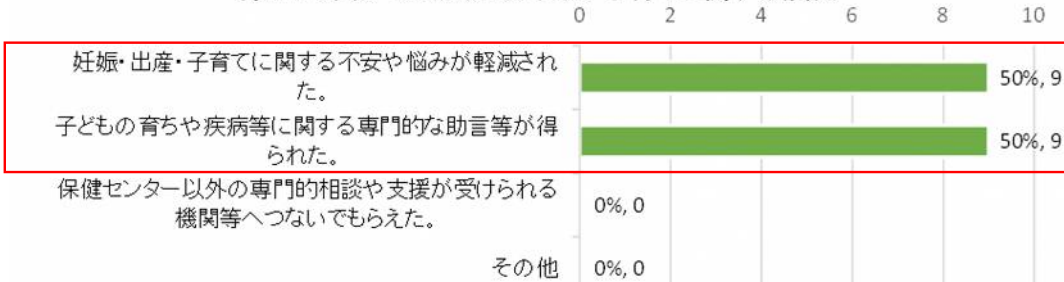 0 2 4 6 8 10
妊娠・出産・子育てに関する不安や悩みが軽減され
た。
50%, 9
子どもの育ちや疾病等に関する専門的な助言等が得
られた。
50%, 9
保健センター以外の専門的相談や支援が受けられる
機関等へつないでもらえた。
0%, 0
その他
0%, 0